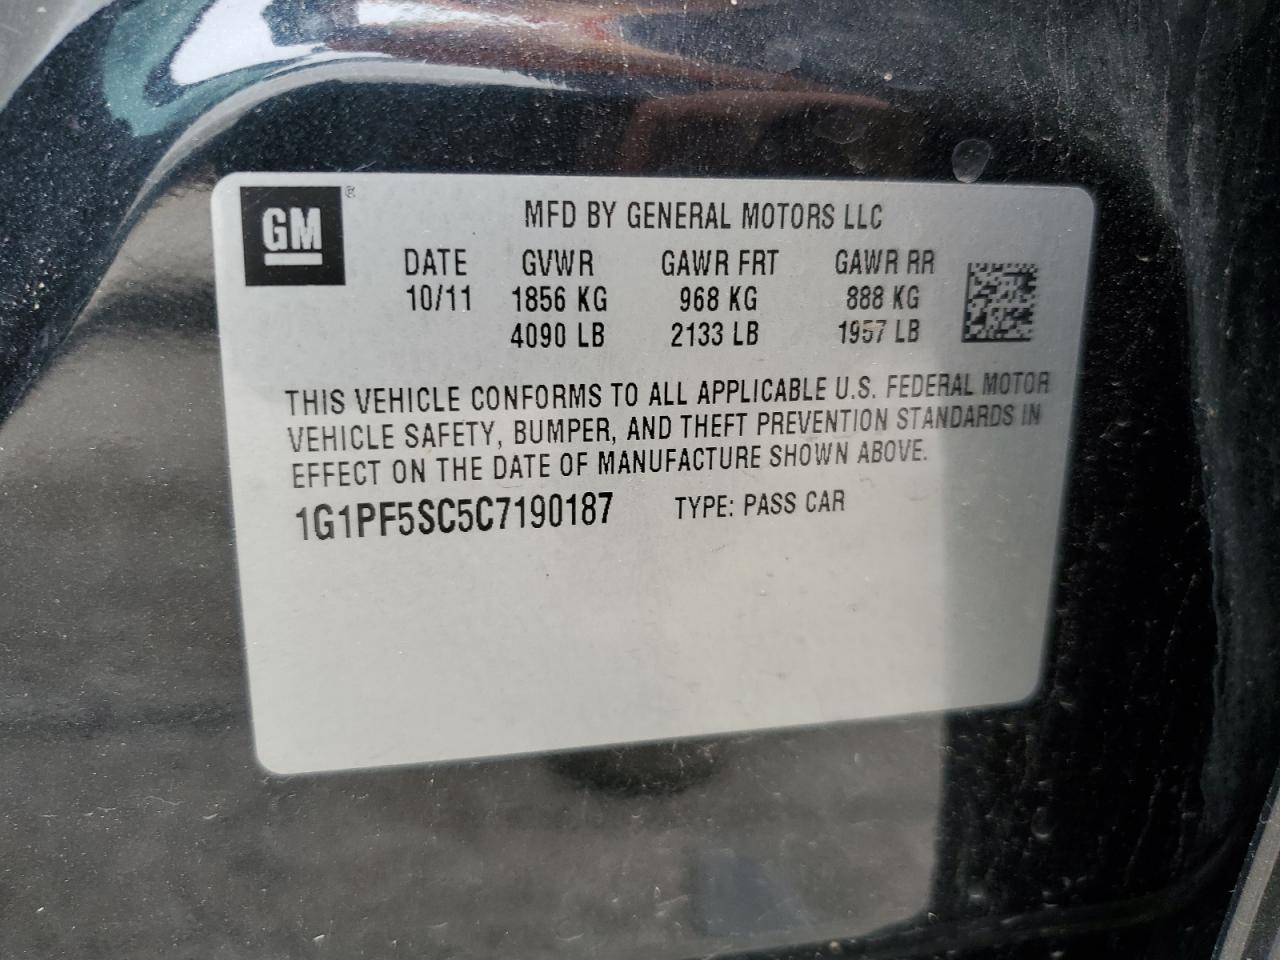 GM ®
MFD BY GENERAL MOTORS LLC
DATE GVWR GAWR FRT GAWR RR
10/11 1856 KG 968 KG 888 KG
4090 LB 2133 LB 1957 LB
THIS VEHICLE CONFORMS TO ALL APPLICABLE U.S. FEDERAL MOTOR
VEHICLE SAFETY, BUMPER, AND THEFT PREVENTION STANDARDS IN
EFFECT ON THE DATE OF MANUFACTURE SHOWN ABOVE.
1G1PF5SC5C7190187 TYPE: PASS CAR